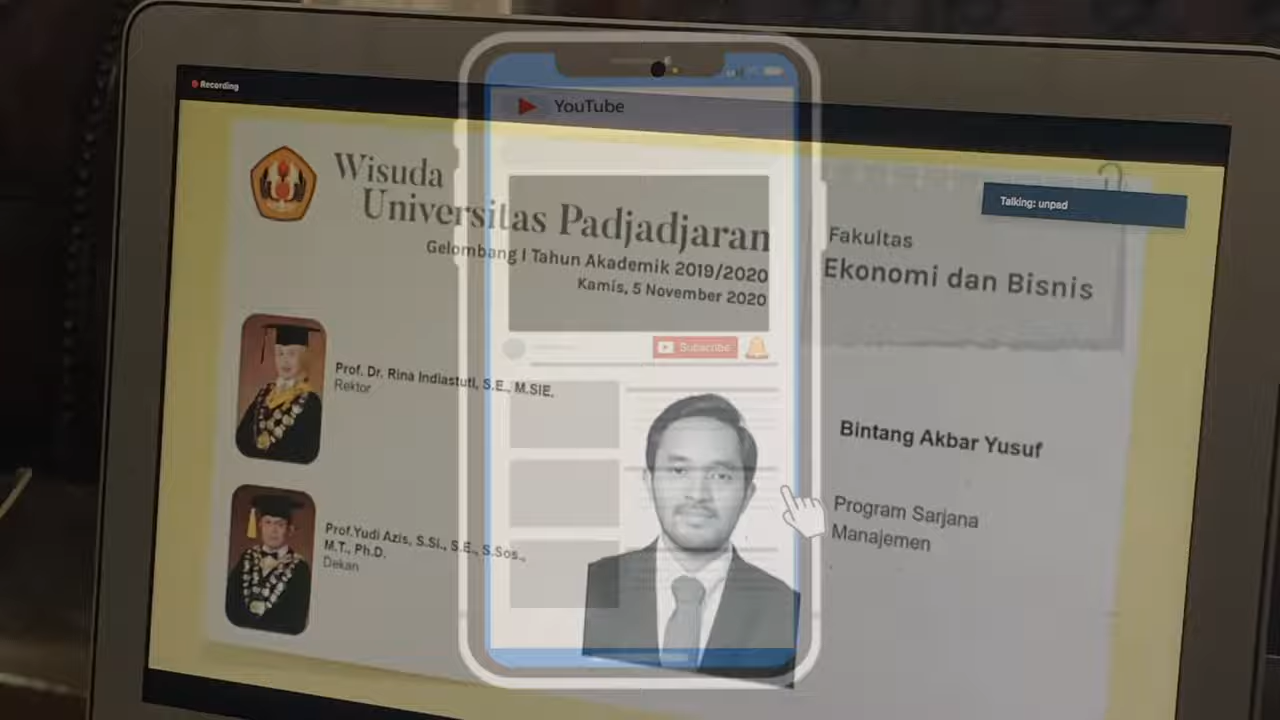 Recording
YouTube
Talking: unpad
Wisuda
Universitas Padjadjaran
Gelombang I Tahun Akademik 2019/2020
Kamis, 5 November 2020
Fakultas
Ekonomi dan Bisnis
Subscribe
Prof. Dr. Rina Indiastuti, S.E., M.SIE.
Rektor
Bintang Akbar Yusuf
Program Sarjana
Manajemen
Prof.Yudi Azis, S.Si., S.E., S.Sos.,
M.T., Ph.D.
Dekan